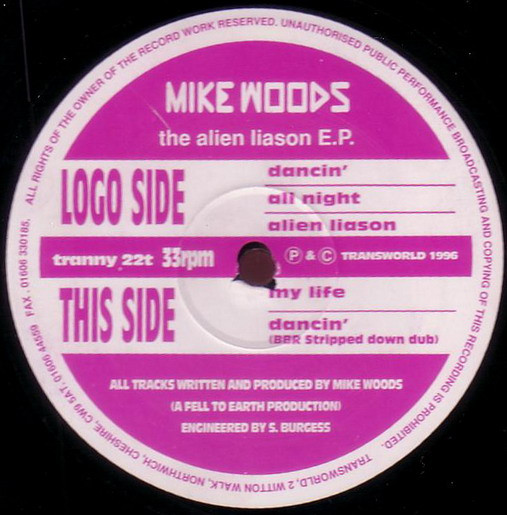 MIKE WOODS
the alien liason E.P.
LOGO SIDE
dancin'
all night
alien liason
tranny 22t 33rpm
Ⓟ & Ⓒ TRANSWORLD 1996
THIS SIDE
my life
dancin'
(BBR Stripped down dub)
ALL TRACKS WRITTEN AND PRODUCED BY MIKE WOODS
(A FELL TO EARTH PRODUCTION)
ENGINEERED BY S. BURGESS
ALL RIGHTS OF THE OWNER OF THE RECORD WORK RESERVED. UNAUTHORISED PUBLIC PERFORMANCE BROADCASTING AND COPYING OF THIS RECORDING IS PROHIBITED.
TRANSWORLD, 2 WITTON WALK, NORTHWICH, CHESHIRE, CW9 5AT. 01606 44559 FAX. 01606 330185.